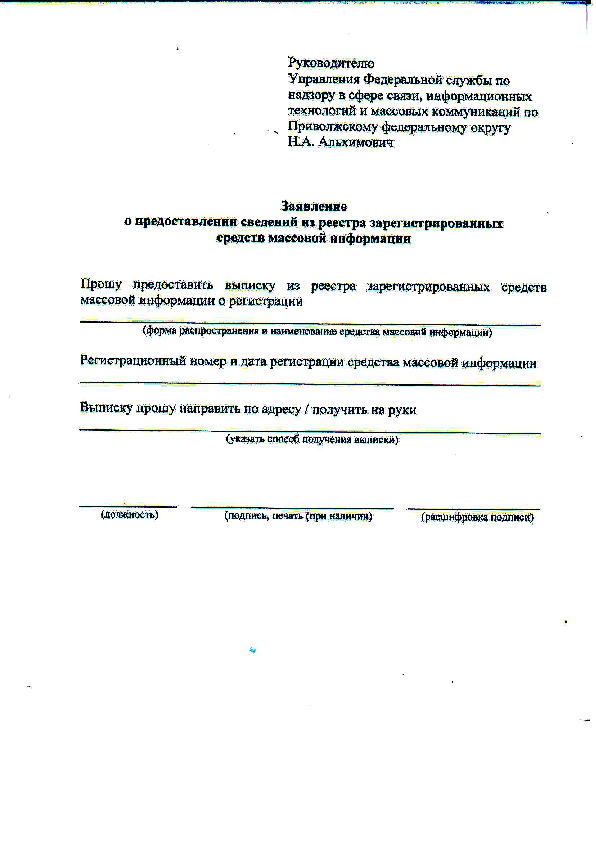 Руководителю
Управления Федеральной службы по
надзору в сфере связи, информационных
технологий и массовых коммуникаций по
Приволжскому федеральному округу
Н.А. Альхимович
Заявление
о предоставлении сведений из реестра зарегистрированных
средств массовой информации
Прошу предоставить выписку из реестра зарегистрированных средств
массовой информации о регистрации
(форма распространения и наименование средства массовой информации)
Регистрационный номер и дата регистрации средства массовой информации
Выписку прошу направить по адресу / получить на руки
(указать способ получения выписки)
(должность) (подпись, печать (при наличии) (расшифровка подписи)